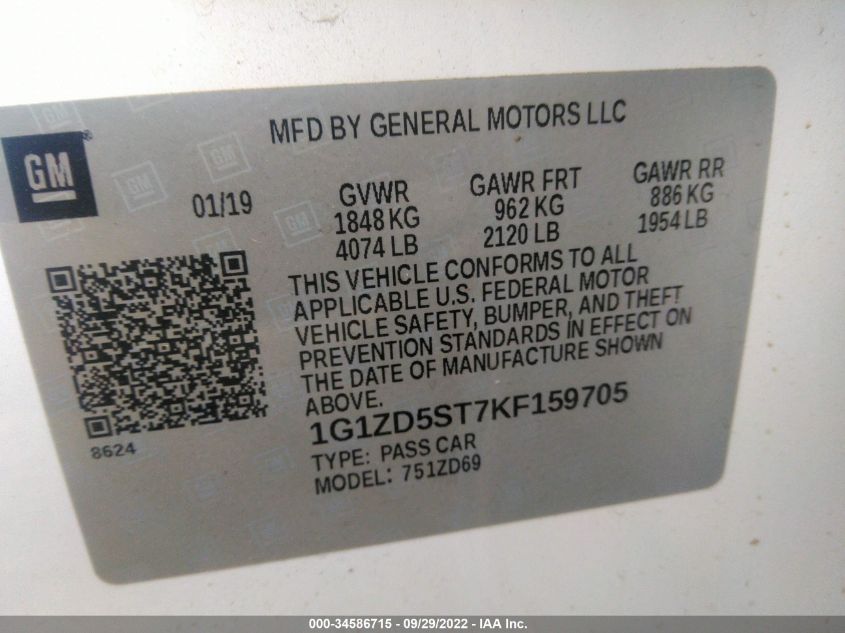 MFD BY GENERAL MOTORS LLC
GM
®
01/19
GVWR
1848 KG
4074 LB
GAWR FRT
962 KG
2120 LB
GAWR RR
886 KG
1954 LB
THIS VEHICLE CONFORMS TO ALL
APPLICABLE U.S. FEDERAL MOTOR
VEHICLE SAFETY, BUMPER, AND THEFT
PREVENTION STANDARDS IN EFFECT ON
THE DATE OF MANUFACTURE SHOWN
ABOVE.
8624
1G1ZD5ST7KF159705
TYPE: PASS CAR
MODEL: 751ZD69
000-34586715 - 09/29/2022 - IAA Inc.